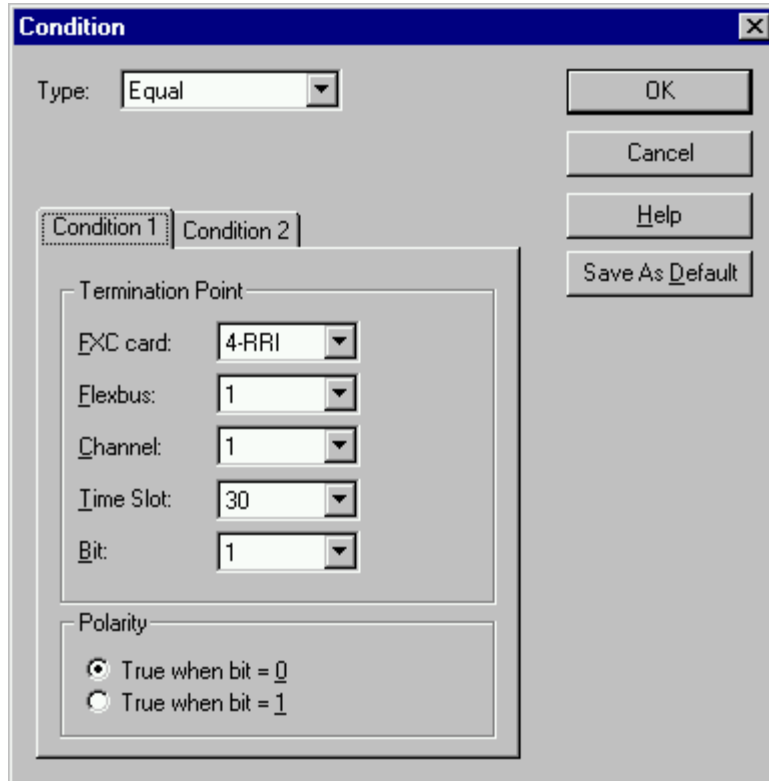 Condition
Type: Equal
OK
Cancel
Help
Save As Default
Condition 1 Condition 2
Termination Point
FXC card: 4-RRI
Flexbus: 1
Channel: 1
Time Slot: 30
Bit: 1
Polarity
True when bit = 0
True when bit = 1